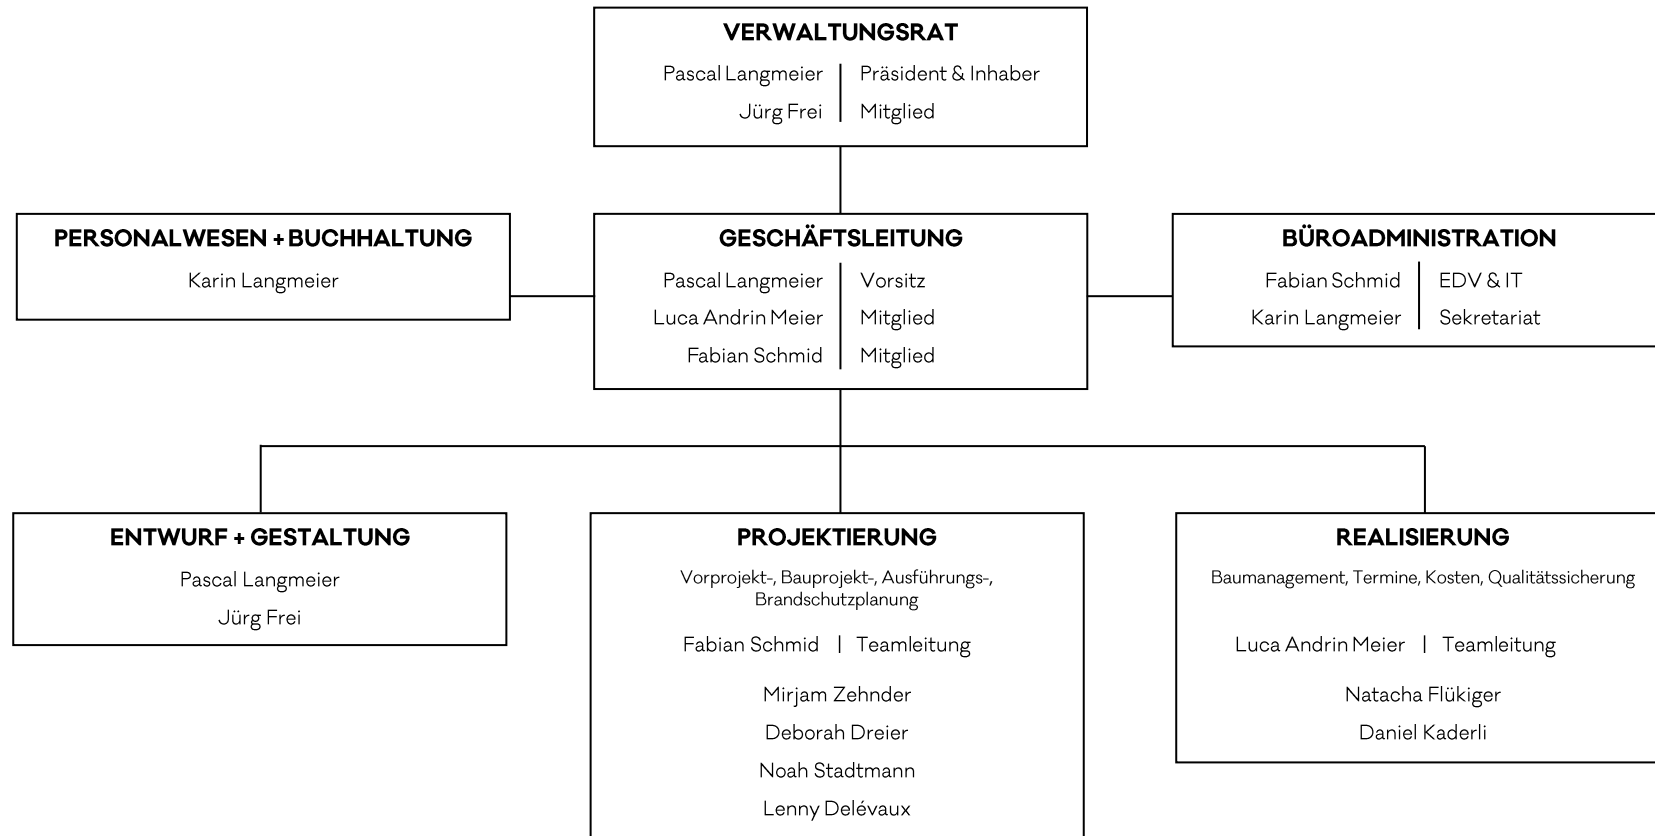 VERWALTUNGSRAT
Pascal Langmeier | Präsident & Inhaber
Jürg Frei | Mitglied
PERSONALWESEN + BUCHHALTUNG
Karin Langmeier
GESCHÄFTSLEITUNG
Pascal Langmeier | Vorsitz
Luca Andrin Meier | Mitglied
Fabian Schmid | Mitglied
BÜROADMINISTRATION
Fabian Schmid | EDV & IT
Karin Langmeier | Sekretariat
ENTWURF + GESTALTUNG
Pascal Langmeier
Jürg Frei
PROJEKTIERUNG
Vorprojekt-, Bauprojekt-, Ausführungs-,
Brandschutzplanung
Fabian Schmid | Teamleitung
Mirjam Zehnder
Deborah Dreier
Noah Stadtmann
Lenny Delévaux
REALISIERUNG
Baumanagement, Termine, Kosten, Qualitätssicherung
Luca Andrin Meier | Teamleitung
Natacha Flükiger
Daniel Kaderli